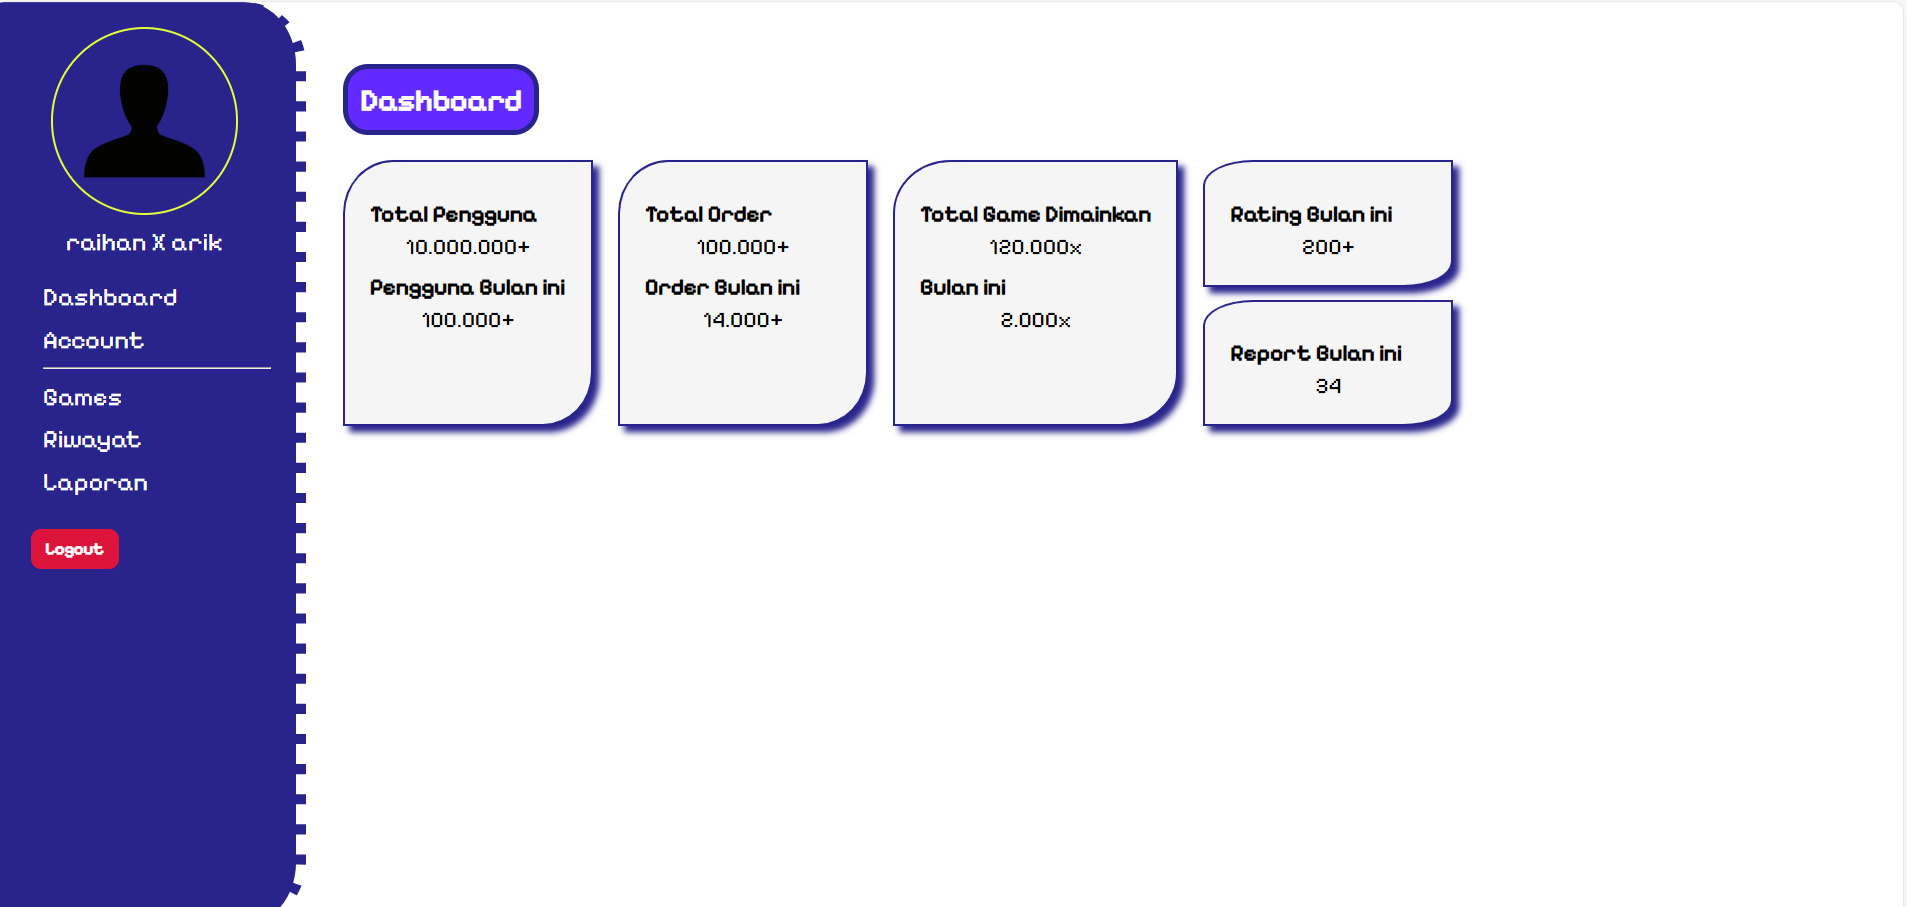 raihan X arik
Dashboard
Account
Games
Riwayat
Laporan
Logout
Dashboard
Total Pengguna
10.000.000+
Pengguna Bulan ini
100.000+
Total Order
100.000+
Order Bulan ini
14.000+
Total Game Dimainkan
120.000x
Bulan ini
2.000x
Rating Bulan ini
200+
Report Bulan ini
34